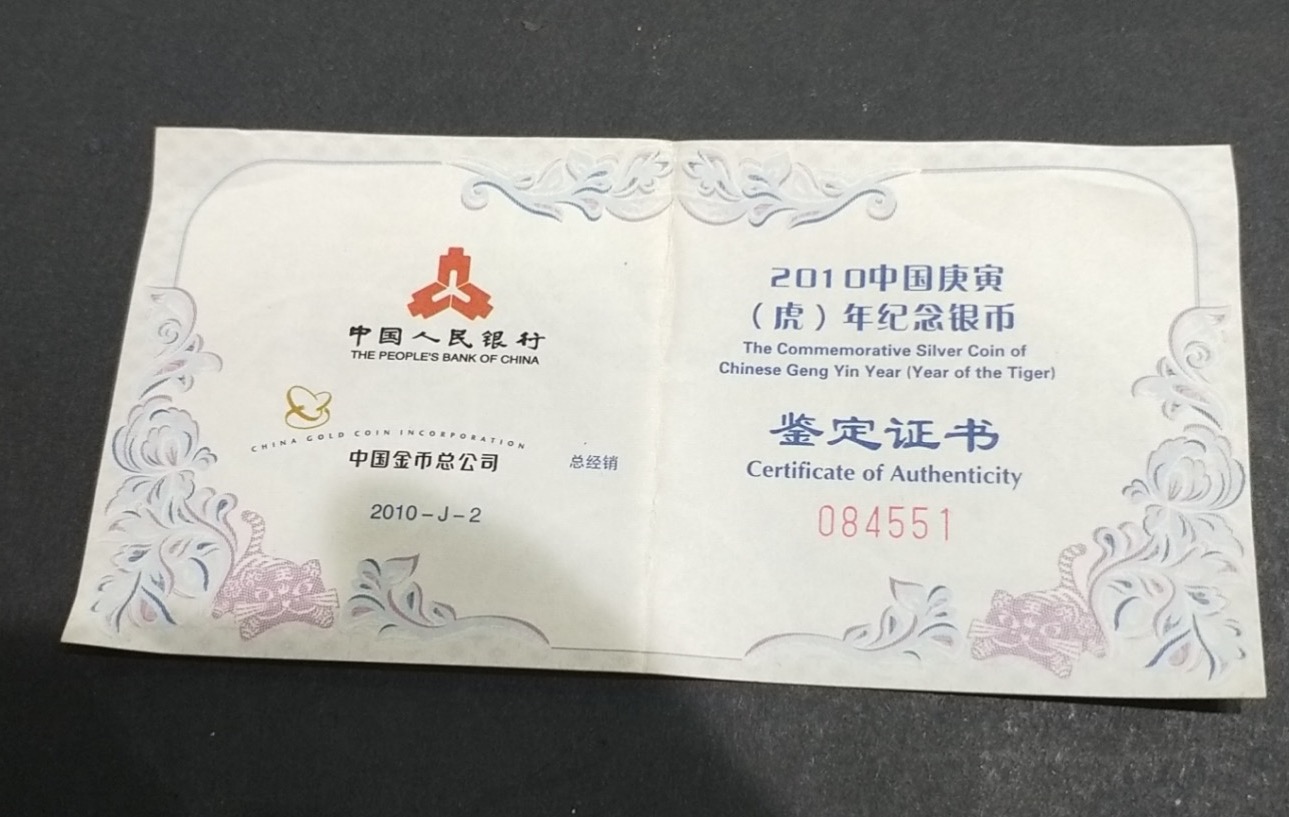 中国人民银行
THE PEOPLE'S BANK OF CHINA
CHINA GOLD COIN INCORPORATION
中国金币总公司 总经销
2010-J-2
2010中国庚寅
（虎）年纪念银币
The Commemorative Silver Coin of
Chinese Geng Yin Year (Year of the Tiger)
鉴定证书
Certificate of Authenticity
084551